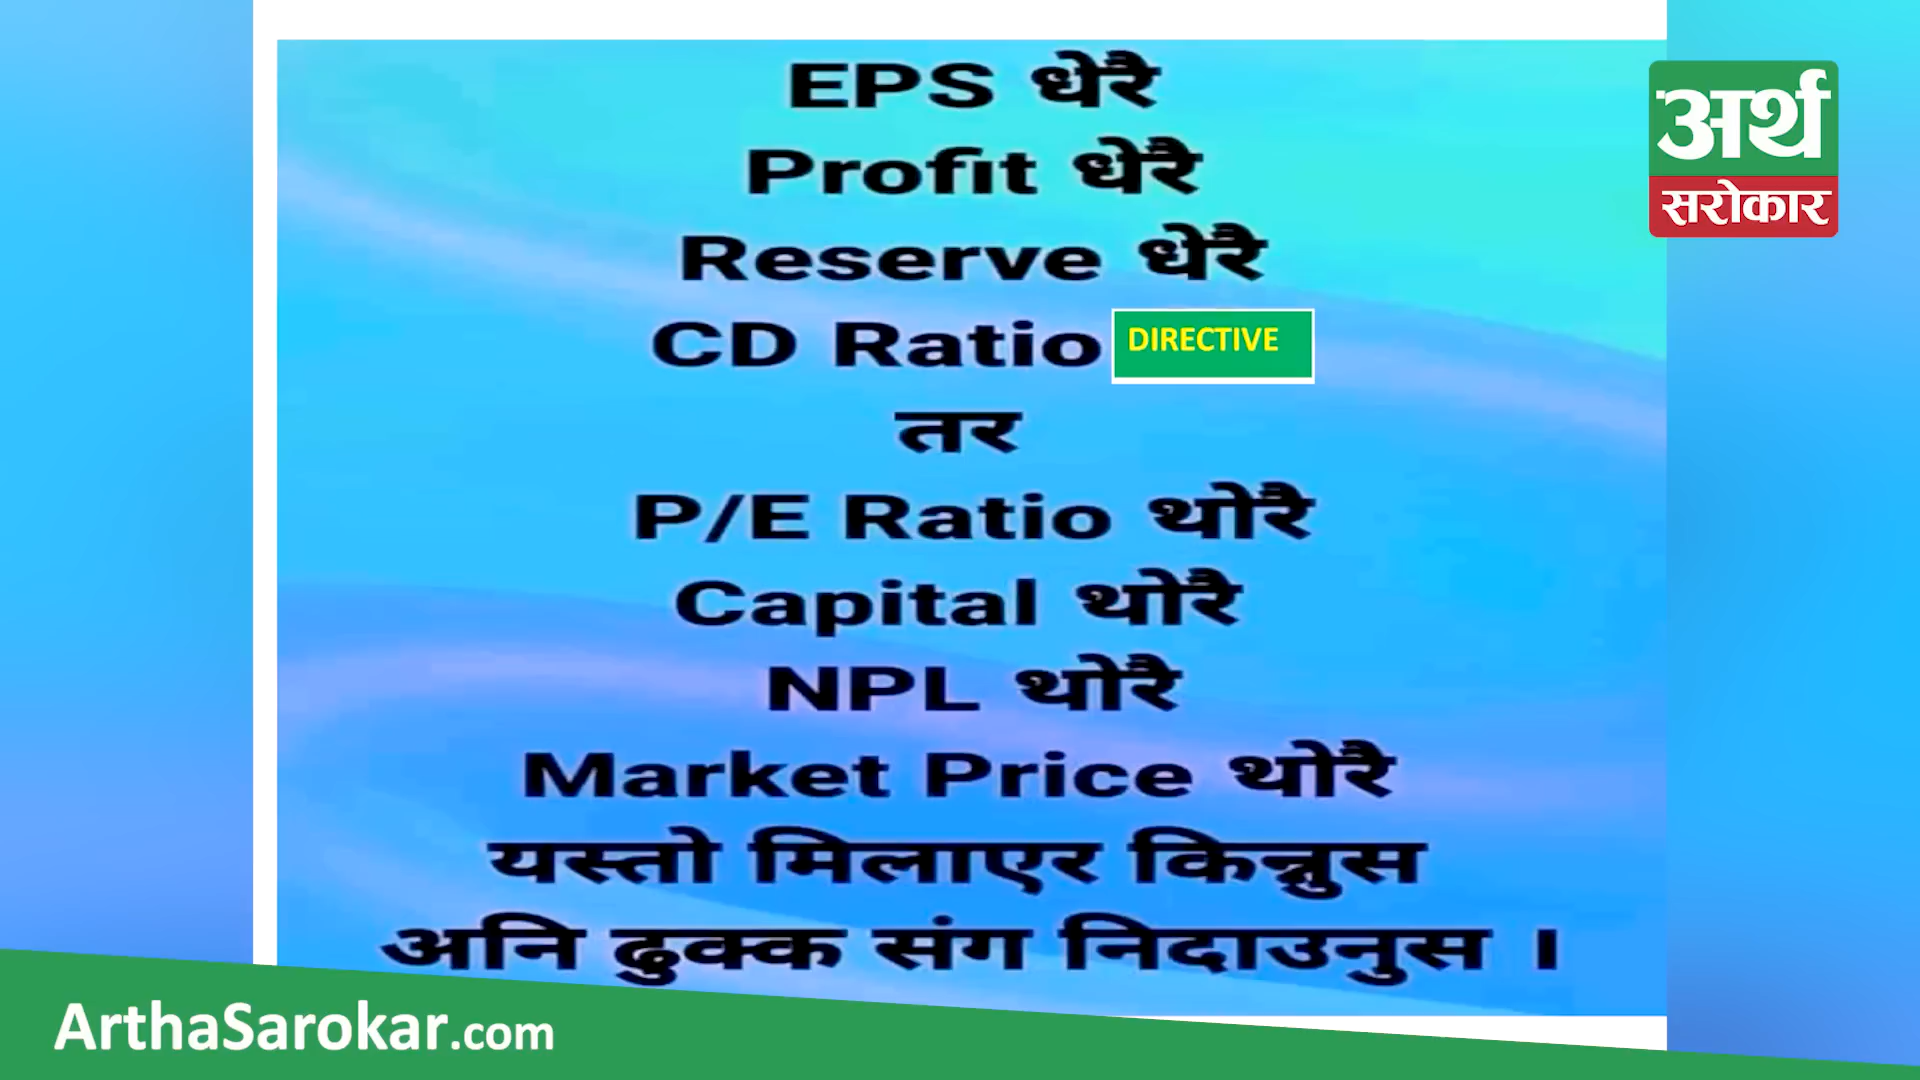 EPS धेरै
Profit धेरै
Reserve धेरै
CD Ratio DIRECTIVE
तर
P/E Ratio थोरै
Capital थोरै
NPL थोरै
Market Price थोरै
यस्तो मिलाएर किन्नुस
अनि ढुक्क संग निदाउनुस ।
अर्थ
सरोकार
ArthaSarokar.com